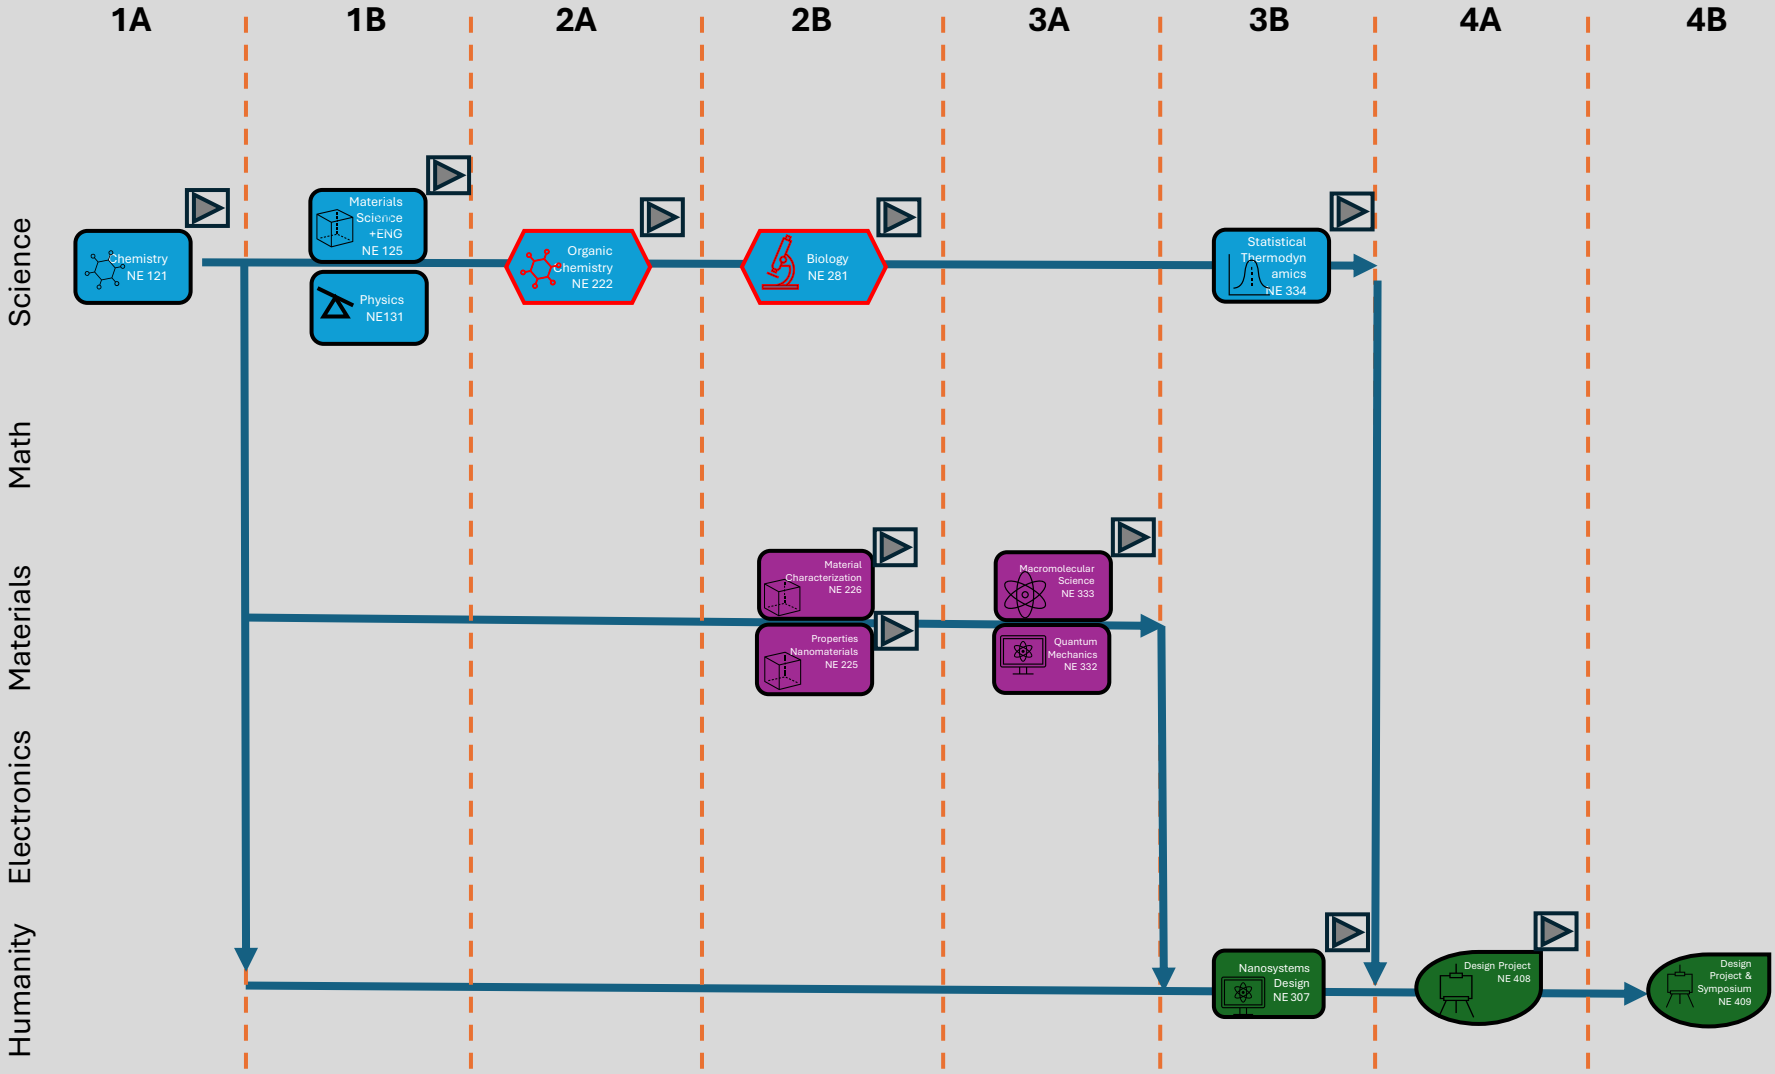 1A
1B
2A
2B
3A
3B
4A
4B
Science
Chemistry
NE 121
Materials
Science
+ENG
NE 125
Physics
NE131
Organic
Chemistry
NE 222
Biology
NE 281
Statistical
Thermodyn
amics
NE 334
Math
Materials
Material
Characterization
NE 226
Properties
Nanomaterials
NE 225
Macromolecular
Science
NE 333
Quantum
Mechanics
NE 332
Electronics
Humanity
Nanosystems
Design
NE 307
Design Project
NE 408
Design
Project &
Symposium
NE 409